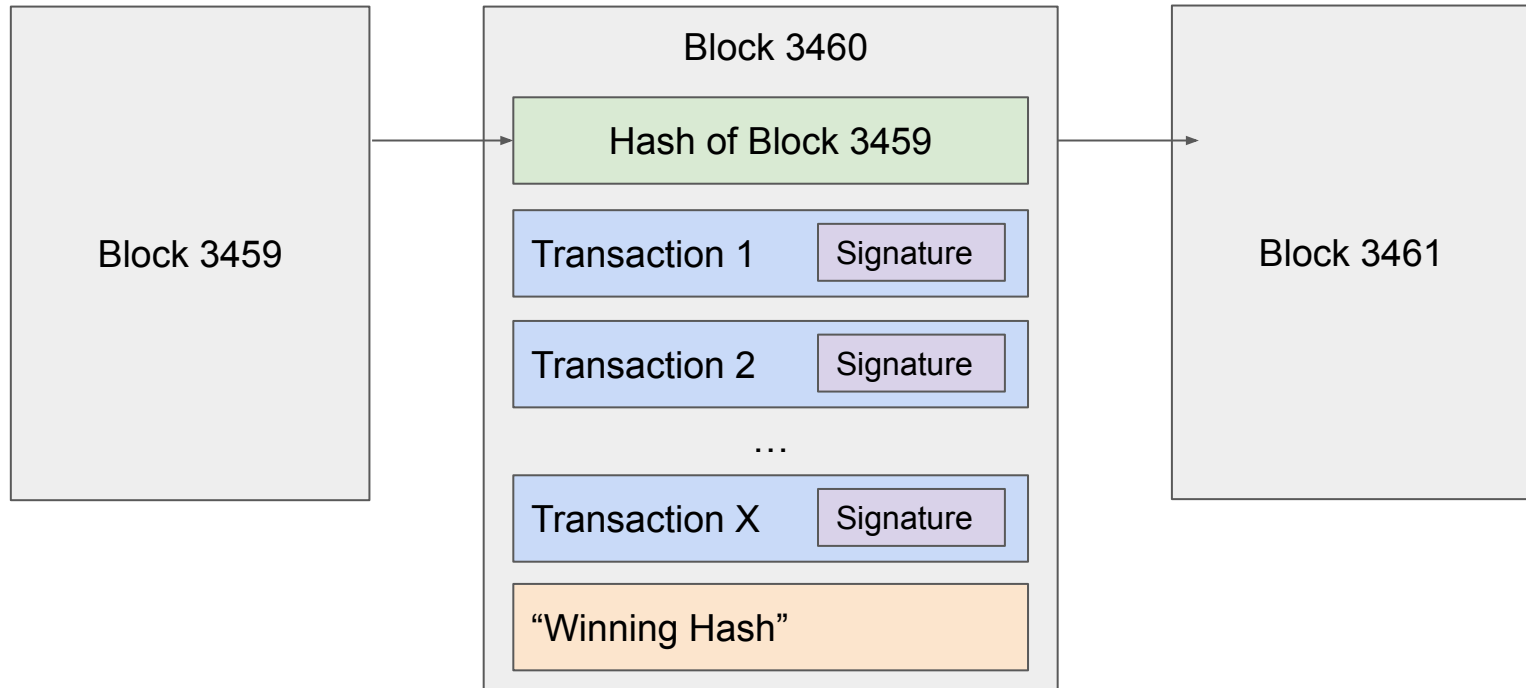 Block 3459
Block 3460
Hash of Block 3459
Transaction 1 Signature
Transaction 2 Signature
…
Transaction X Signature
“Winning Hash”
Block 3461